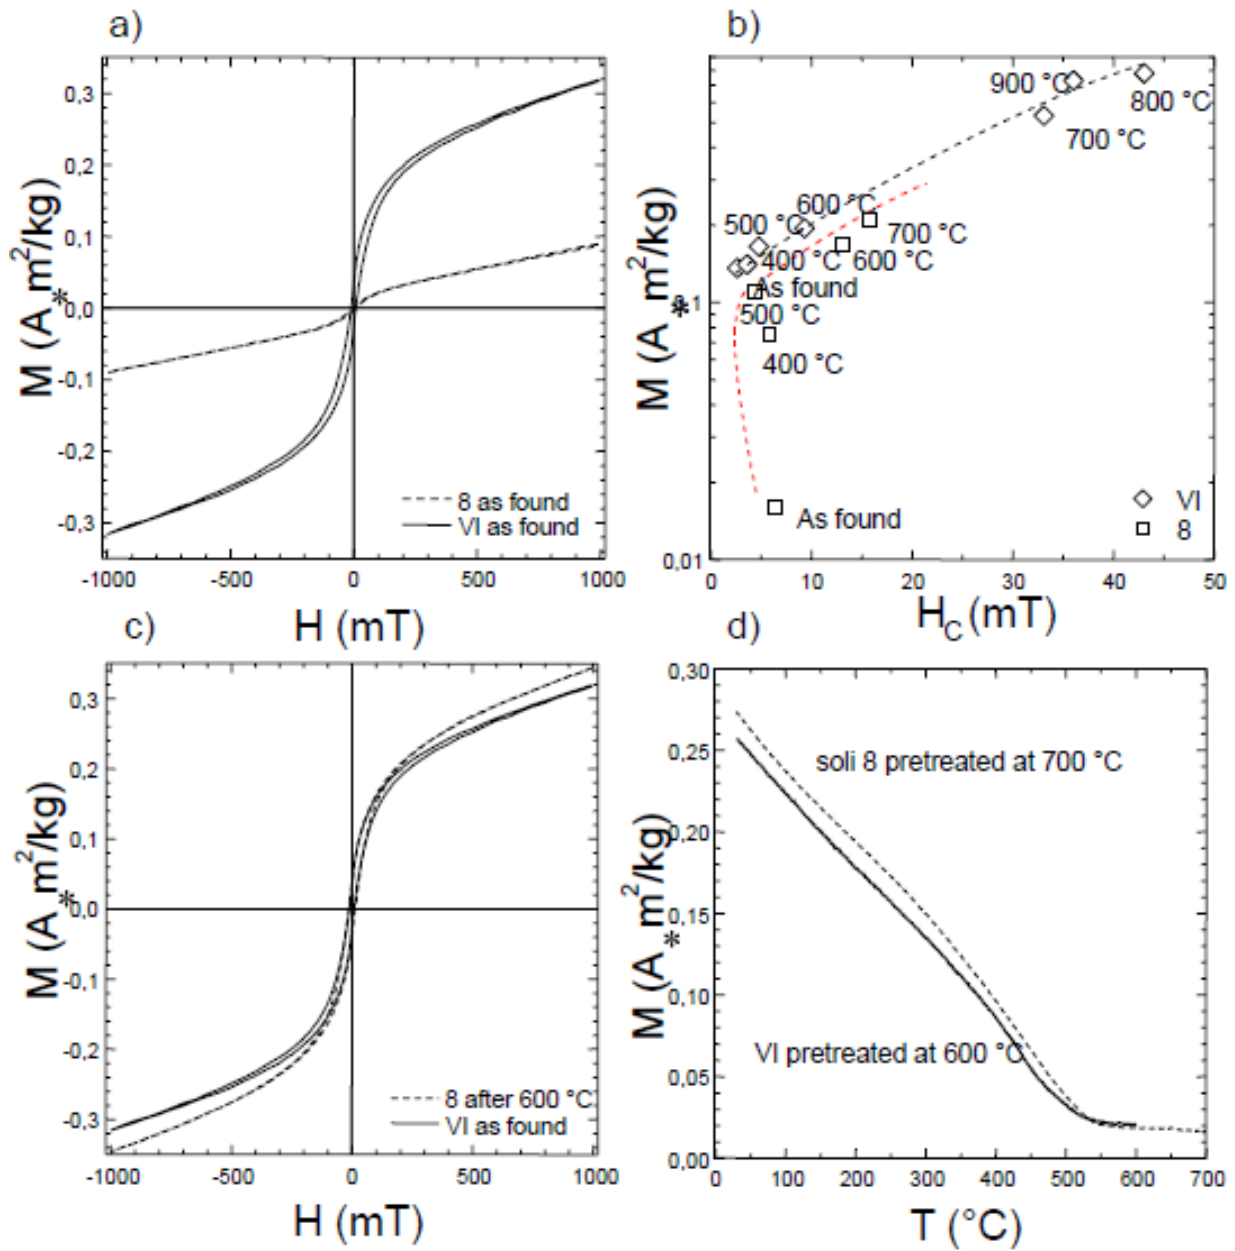 a)
0,3
0,2
0,1
0,0
-0,1
-0,2
-0,3
M (A*m²/kg)
8 as found
VI as found
-1000 -500 0 500 1000
H (mT)
b)
900 °C
800 °C
700 °C
600 °C
500 °C
700 °C
400 °C 600 °C
As found
500 °C
400 °C
As found
VI
8
0,1
0,01
M (A*m²/kg)
0 10 20 30 40 50
H_C (mT)
c)
0,3
0,2
0,1
0,0
-0,1
-0,2
-0,3
M (A*m²/kg)
8 after 600 °C
VI as found
-1000 -500 0 500 1000
H (mT)
d)
0,30
0,25
0,20
0,15
0,10
0,05
0,00
M (A*m²/kg)
soli 8 pretreated at 700 °C
VI pretreated at 600 °C
0 100 200 300 400 500 600 700
T (°C)